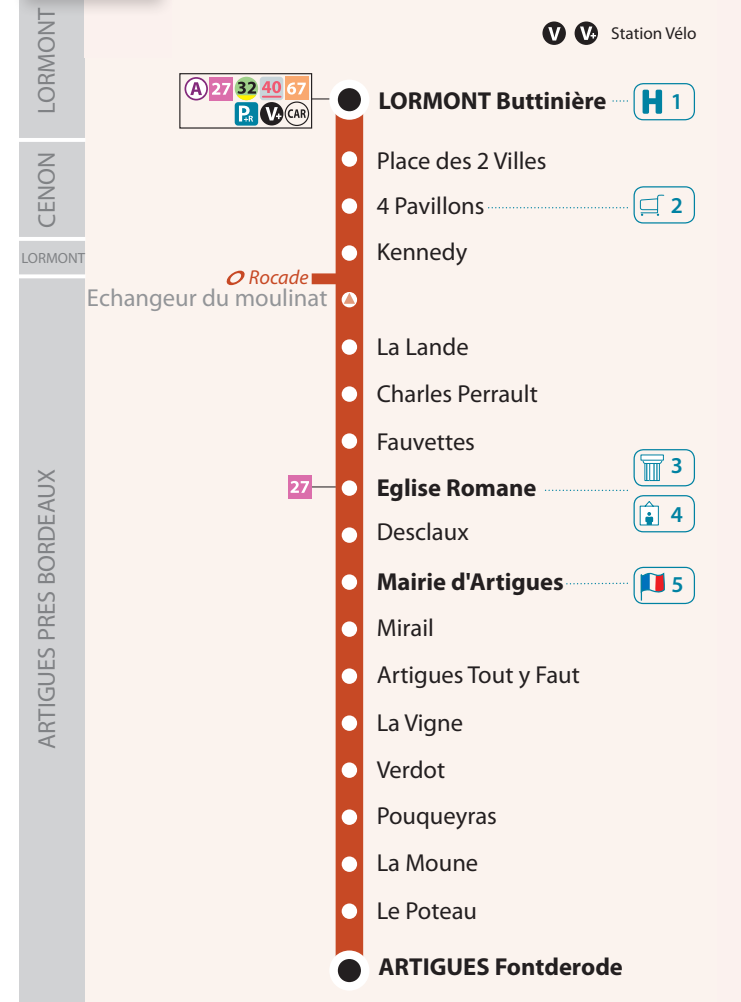 V V+ Station Vélo
LORMONT
A 27 32 40 67
P+R V+ CAR
LORMONT Buttinière H 1
Place des 2 Villes
CENON
4 Pavillons 2
Kennedy
LORMONT
Rocade
Echangeur du moulinat
La Lande
Charles Perrault
Fauvettes
3
27 Eglise Romane
4
Desclaux
Mairie d'Artigues 5
ARTIGUES PRES BORDEAUX
Mirail
Artigues Tout y Faut
La Vigne
Verdot
Pouqueyras
La Moune
Le Poteau
ARTIGUES Fontderode